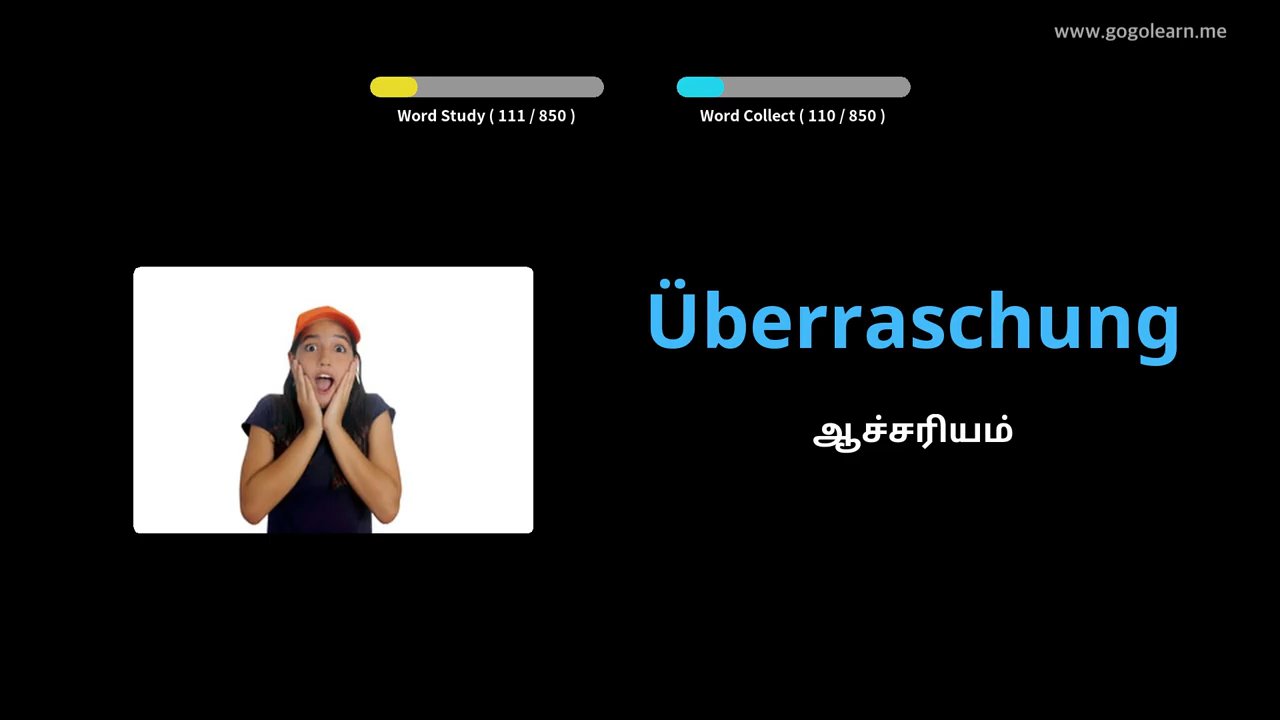 www.gogolearn.me
Word Study ( 111 / 850 )
Word Collect ( 110 / 850 )
Überraschung
ஆச்சரியம்